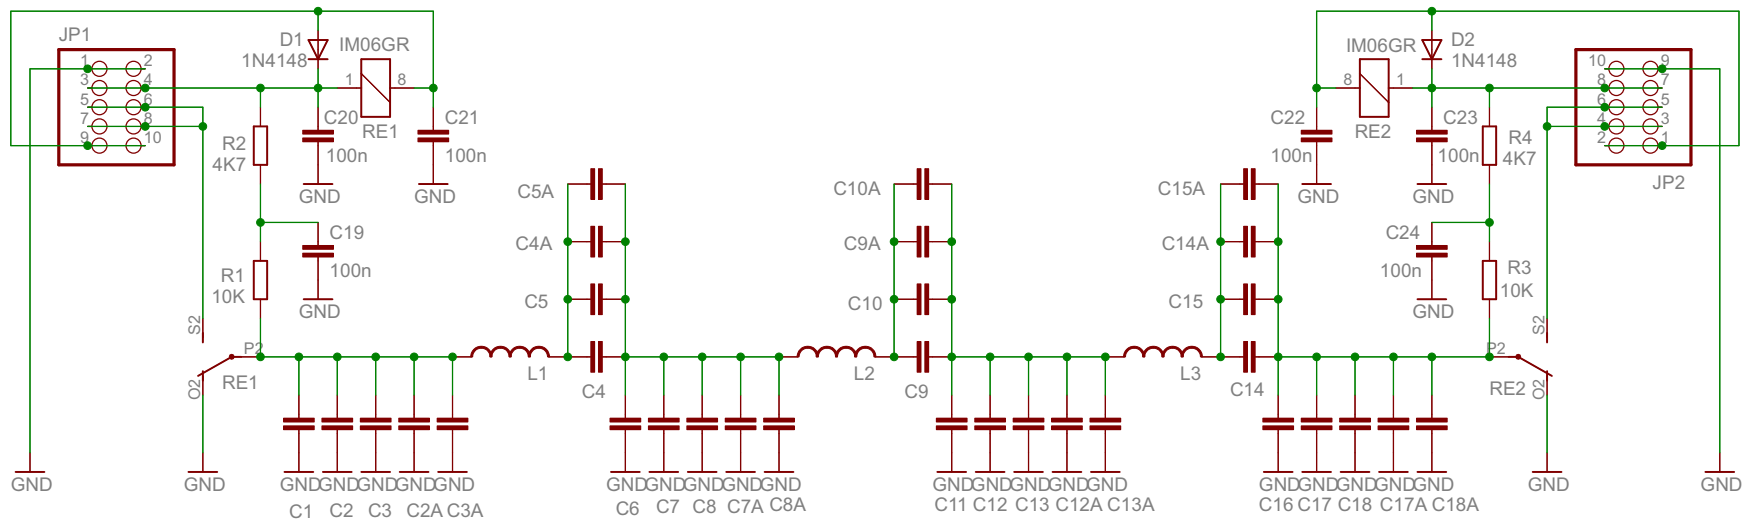 JP1
1 2
3 4
5 6
7 8
9 10
D1
1N4148
IM06GR
1 8
RE1
C20
100n
GND
C21
100n
GND
R2
4K7
C19
100n
GND
R1
10K
S2
P2
O2
RE1
GND
GND
L1
C5A
C4A
C5
C4
L2
C10A
C9A
C10
C9
L3
C15A
C14A
C15
C14
GND GND GND GND GND
C1 C2 C3 C2A C3A
GND GND GND GND GND
C6 C7 C8 C7A C8A
GND GND GND GND GND
C11 C12 C13 C12A C13A
GND GND GND GND GND
C16 C17 C18 C17A C18A
IM06GR
8 1
RE2
D2
1N4148
C22
100n
GND
C23
100n
GND
R4
4K7
C24
100n
GND
R3
10K
10 9
8 7
6 5
4 3
2 1
JP2
S2
P2
O2
RE2
GND
GND